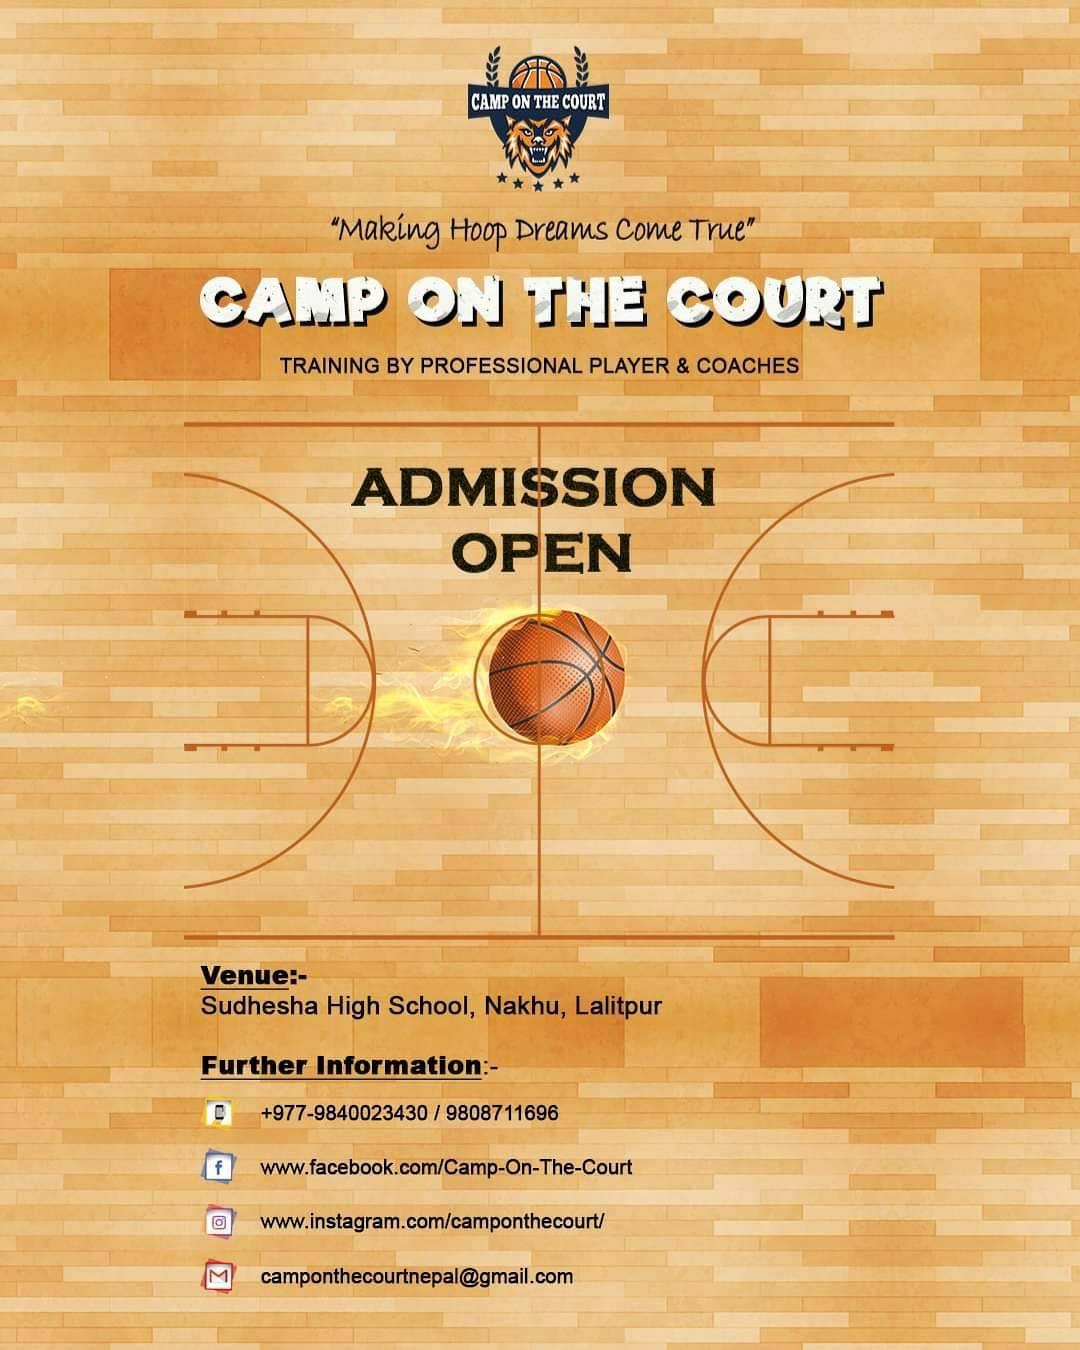 CAMP ON THE COURT
“Making Hoop Dreams Come True”
CAMP ON THE COURT
TRAINING BY PROFESSIONAL PLAYER & COACHES
ADMISSION
OPEN
Venue:-
Sudhesha High School, Nakhu, Lalitpur
Further Information:-
+977-9840023430 / 9808711696
www.facebook.com/Camp-On-The-Court
www.instagram.com/camponthecourt/
camponthecourtnepal@gmail.com